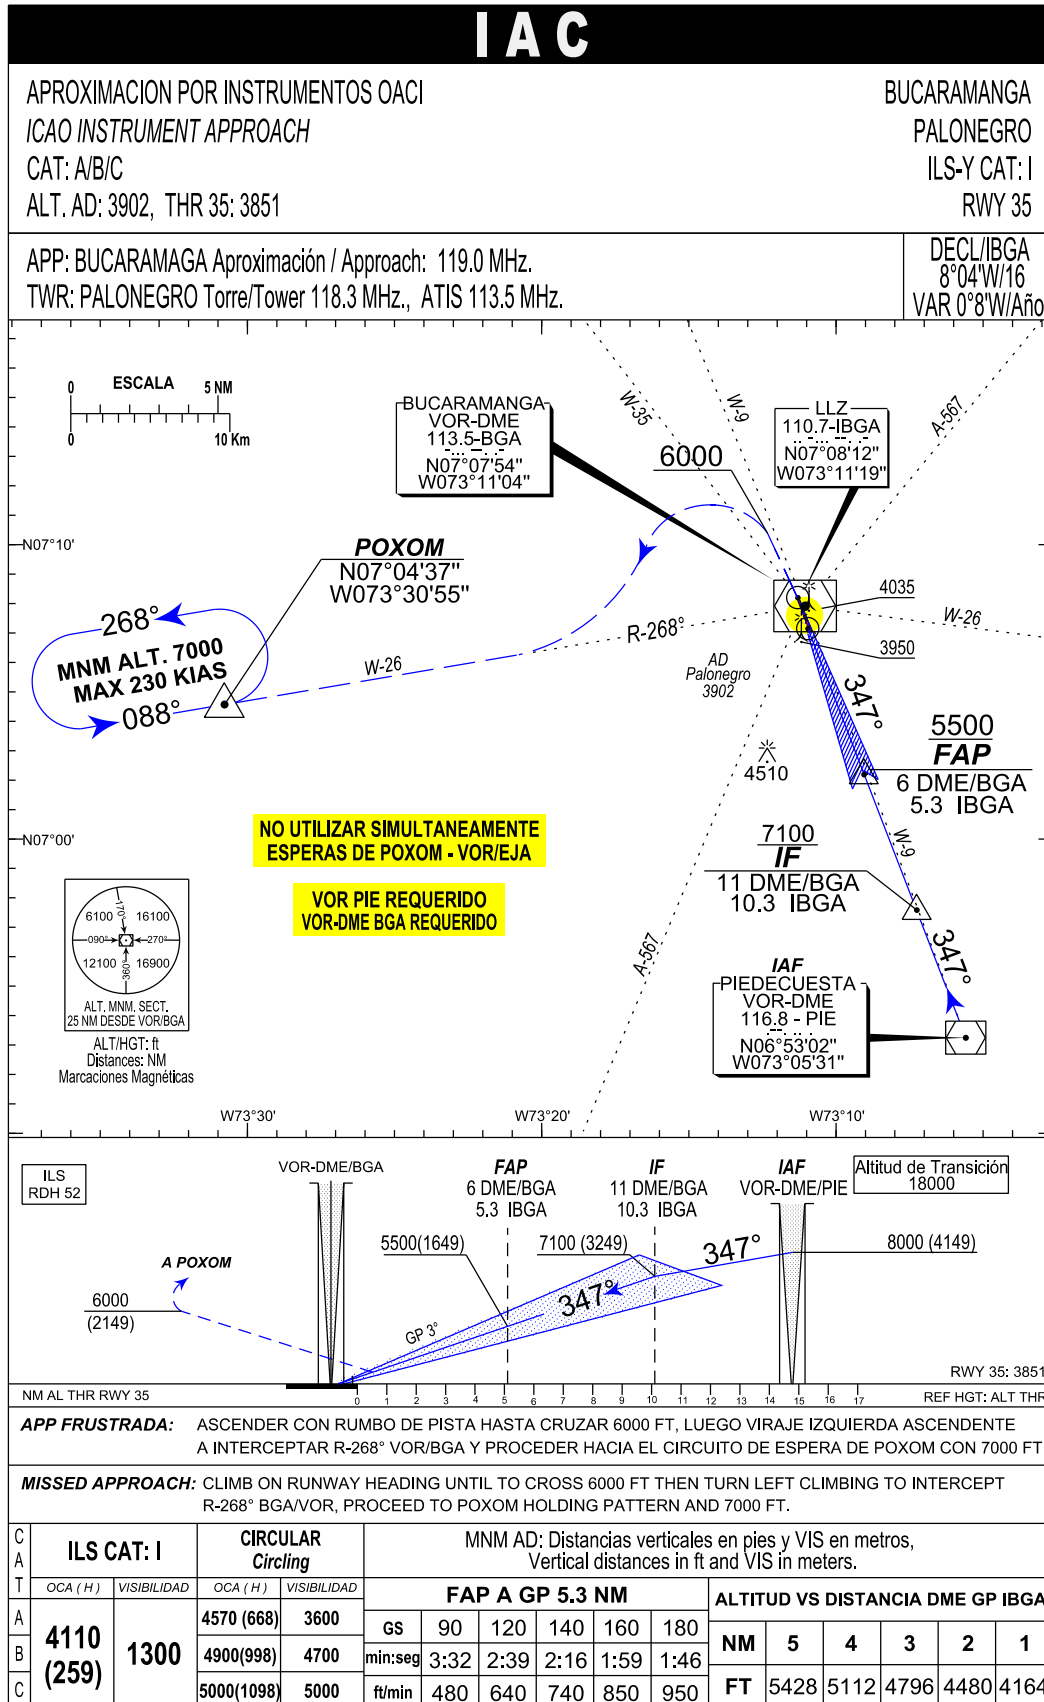 IAC
APROXIMACION POR INSTRUMENTOS OACI
ICAO INSTRUMENT APPROACH
CAT: A/B/C
ALT. AD: 3902, THR 35: 3851
BUCARAMANGA
PALONEGRO
ILS-Y CAT: I
RWY 35
APP: BUCARAMAGA Aproximación / Approach: 119.0 MHz.
TWR: PALONEGRO Torre/Tower 118.3 MHz., ATIS 113.5 MHz.
DECL/IBGA
8°04'W/16
VAR 0°8'W/Año
0 ESCALA 5 NM
0 10 Km
BUCARAMANGA
VOR-DME
113.5-BGA
N07°07'54"
W073°11'04"
W-35
W-9
A-567
6000
LLZ
110.7-IBGA
N07°08'12"
W073°11'19"
N07°10'
POXOM
N07°04'37"
W073°30'55"
268°
MNM ALT. 7000
MAX 230 KIAS
088°
W-26
R-268°
4035
W-26
3950
AD
Palonegro
3902
347°
4510
5500
FAP
6 DME/BGA
5.3 IBGA
N07°00'
NO UTILIZAR SIMULTANEAMENTE
ESPERAS DE POXOM - VOR/EJA
VOR PIE REQUERIDO
VOR-DME BGA REQUERIDO
W-9
7100
IF
11 DME/BGA
10.3 IBGA
347°
A-567
6100 170° 16100
090° 270°
12100 360° 16900
ALT. MNM. SECT.
25 NM DESDE VOR/BGA
ALT/HGT: ft
Distances: NM
Marcaciones Magnéticas
IAF
PIEDECUESTA
VOR-DME
116.8 - PIE
N06°53'02"
W073°05'31"
W73°30'
W73°20'
W73°10'
ILS
RDH 52
VOR-DME/BGA
FAP
6 DME/BGA
5.3 IBGA
IF
11 DME/BGA
10.3 IBGA
IAF
VOR-DME/PIE
Altitud de Transición
18000
A POXOM
6000
(2149)
5500(1649)
7100 (3249)
347°
8000 (4149)
347°
GP 3°
RWY 35: 3851
NM AL THR RWY 35
0 1 2 3 4 5 6 7 8 9 10 11 12 13 14 15 16 17
REF HGT: ALT THR
APP FRUSTRADA: ASCENDER CON RUMBO DE PISTA HASTA CRUZAR 6000 FT, LUEGO VIRAJE IZQUIERDA ASCENDENTE
A INTERCEPTAR R-268° VOR/BGA Y PROCEDER HACIA EL CIRCUITO DE ESPERA DE POXOM CON 7000 FT
MISSED APPROACH: CLIMB ON RUNWAY HEADING UNTIL TO CROSS 6000 FT THEN TURN LEFT CLIMBING TO INTERCEPT
R-268° BGA/VOR, PROCEED TO POXOM HOLDING PATTERN AND 7000 FT.
CAT
ILS CAT: I
CIRCULAR
Circling
MNM AD: Distancias verticales en pies y VIS en metros,
Vertical distances in ft and VIS in meters.
OCA ( H ) VISIBILIDAD OCA ( H ) VISIBILIDAD
FAP A GP 5.3 NM
ALTITUD VS DISTANCIA DME GP IBGA
A 4570 (668) 3600
B 4110 (259) 1300 4900(998) 4700
C 5000(1098) 5000
GS 90 120 140 160 180
min:seg 3:32 2:39 2:16 1:59 1:46
ft/min 480 640 740 850 950
NM 5 4 3 2 1
FT 5428 5112 4796 4480 4164